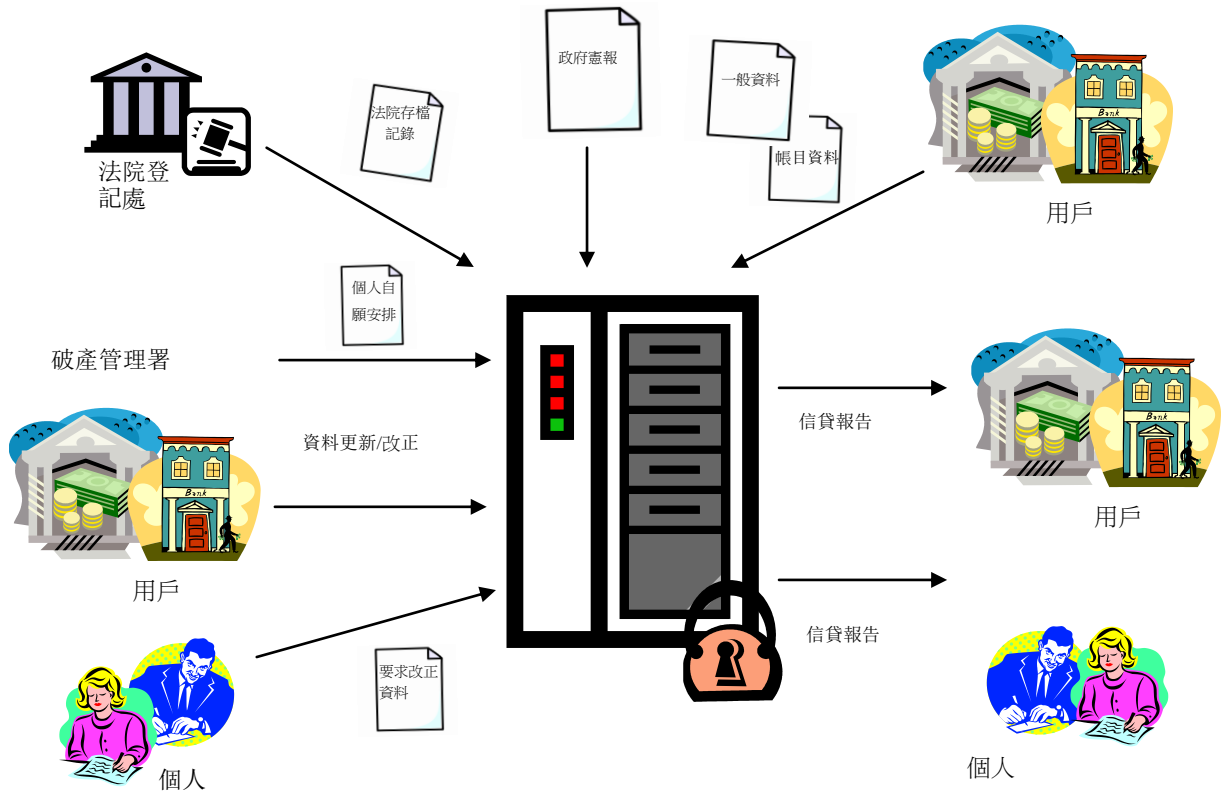 政府憲報
一般資料
法院存檔
記錄
帳目資料
Bank
法院登
記處
用戶
個人自
願安排
破產管理署
Bank
信貸報告
資料更新/改正
Bank
用戶
用戶
信貸報告
要求改正
資料
個人
個人